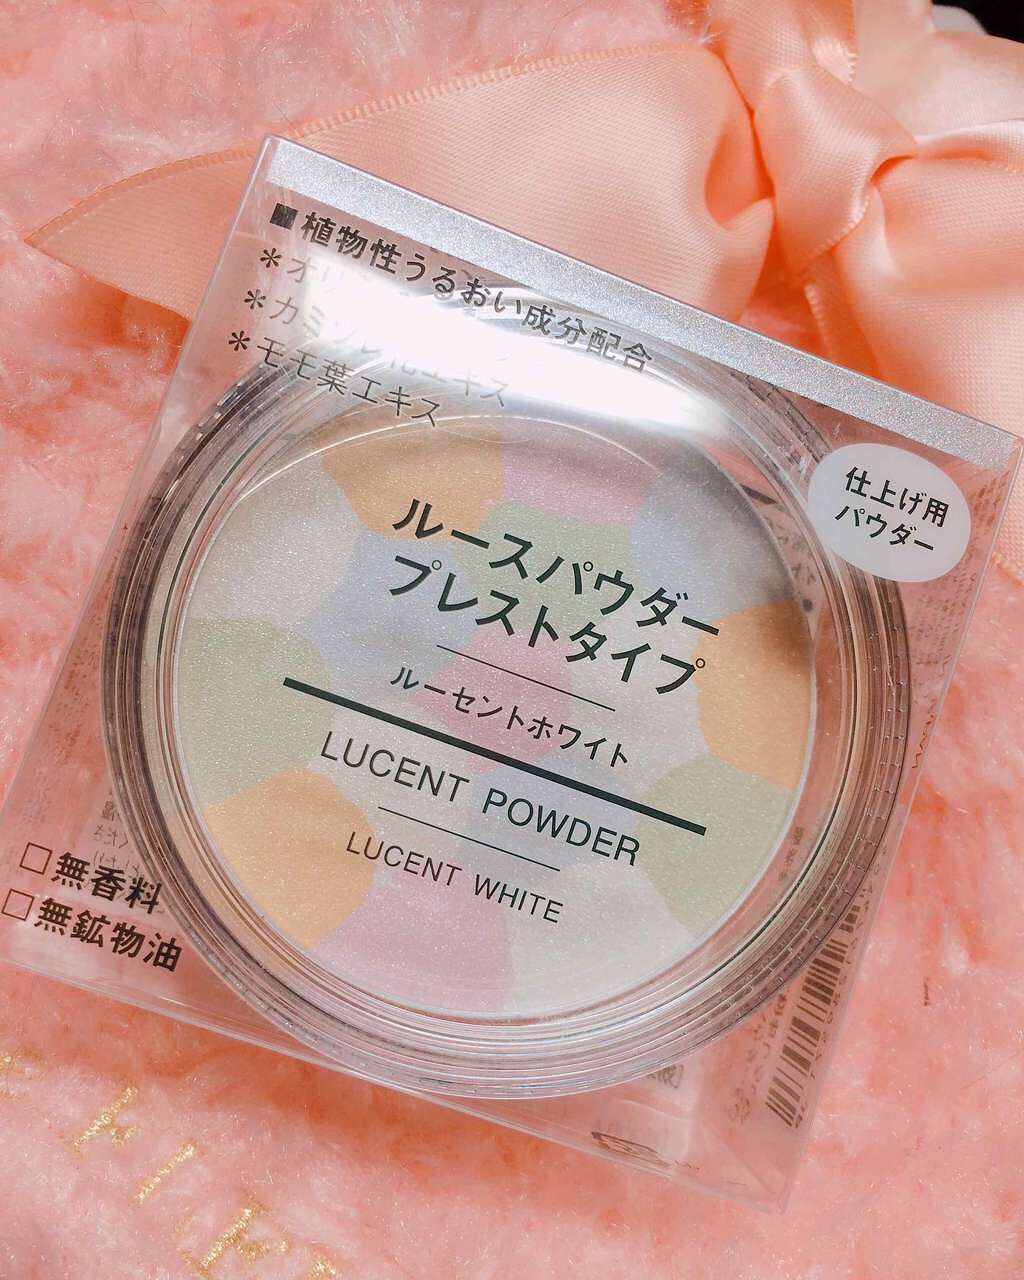 ■植物性うるおい成分配合
＊オリ
＊カミツレ花エキス
＊モモ葉エキス
仕上げ用
パウダー
ルースパウダー
プレストタイプ
ルーセントホワイト
LUCENT POWDER
LUCENT WHITE
□無香料
□無鉱物油